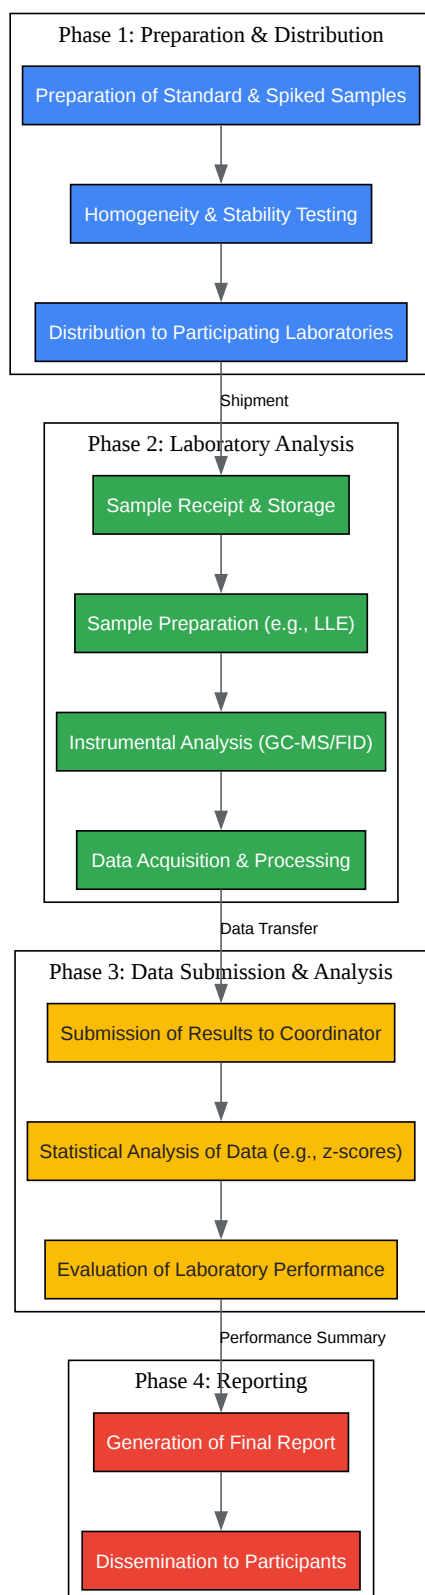 Phase 1: Preparation & Distribution
Preparation of Standard & Spiked Samples
Homogeneity & Stability Testing
Distribution to Participating Laboratories
Shipment
Phase 2: Laboratory Analysis
Sample Receipt & Storage
Sample Preparation (e.g., LLE)
Instrumental Analysis (GC-MS/FID)
Data Acquisition & Processing
Data Transfer
Phase 3: Data Submission & Analysis
Submission of Results to Coordinator
Statistical Analysis of Data (e.g., z-scores)
Evaluation of Laboratory Performance
Performance Summary
Phase 4: Reporting
Generation of Final Report
Dissemination to Participants